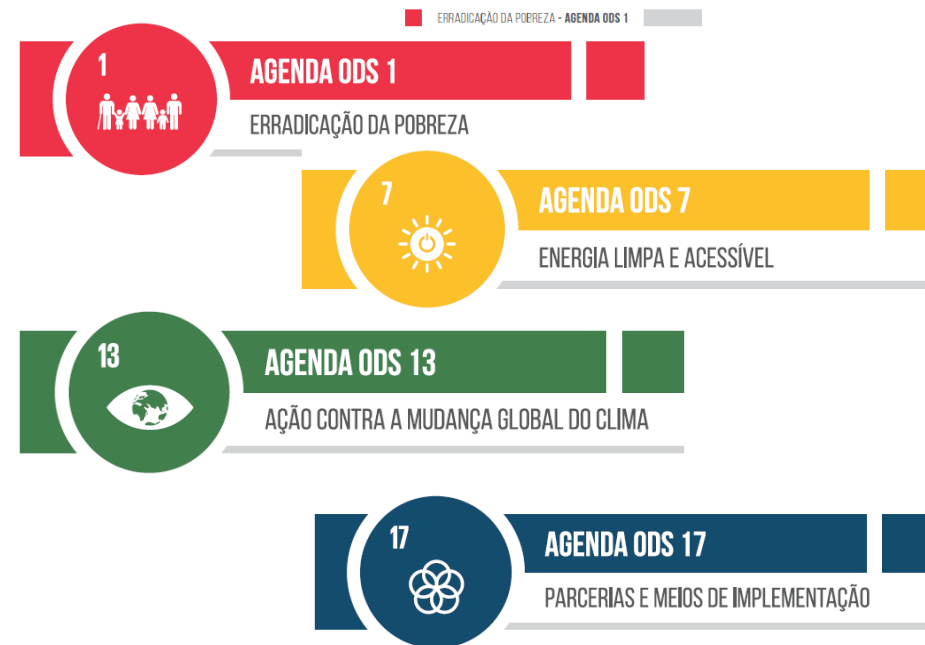 ERRADICAÇÃO DA POBREZA - AGENDA ODS 1
1
AGENDA ODS 1
ERRADICAÇÃO DA POBREZA
7
AGENDA ODS 7
ENERGIA LIMPA E ACESSÍVEL
13
AGENDA ODS 13
AÇÃO CONTRA A MUDANÇA GLOBAL DO CLIMA
17
AGENDA ODS 17
PARCERIAS E MEIOS DE IMPLEMENTAÇÃO